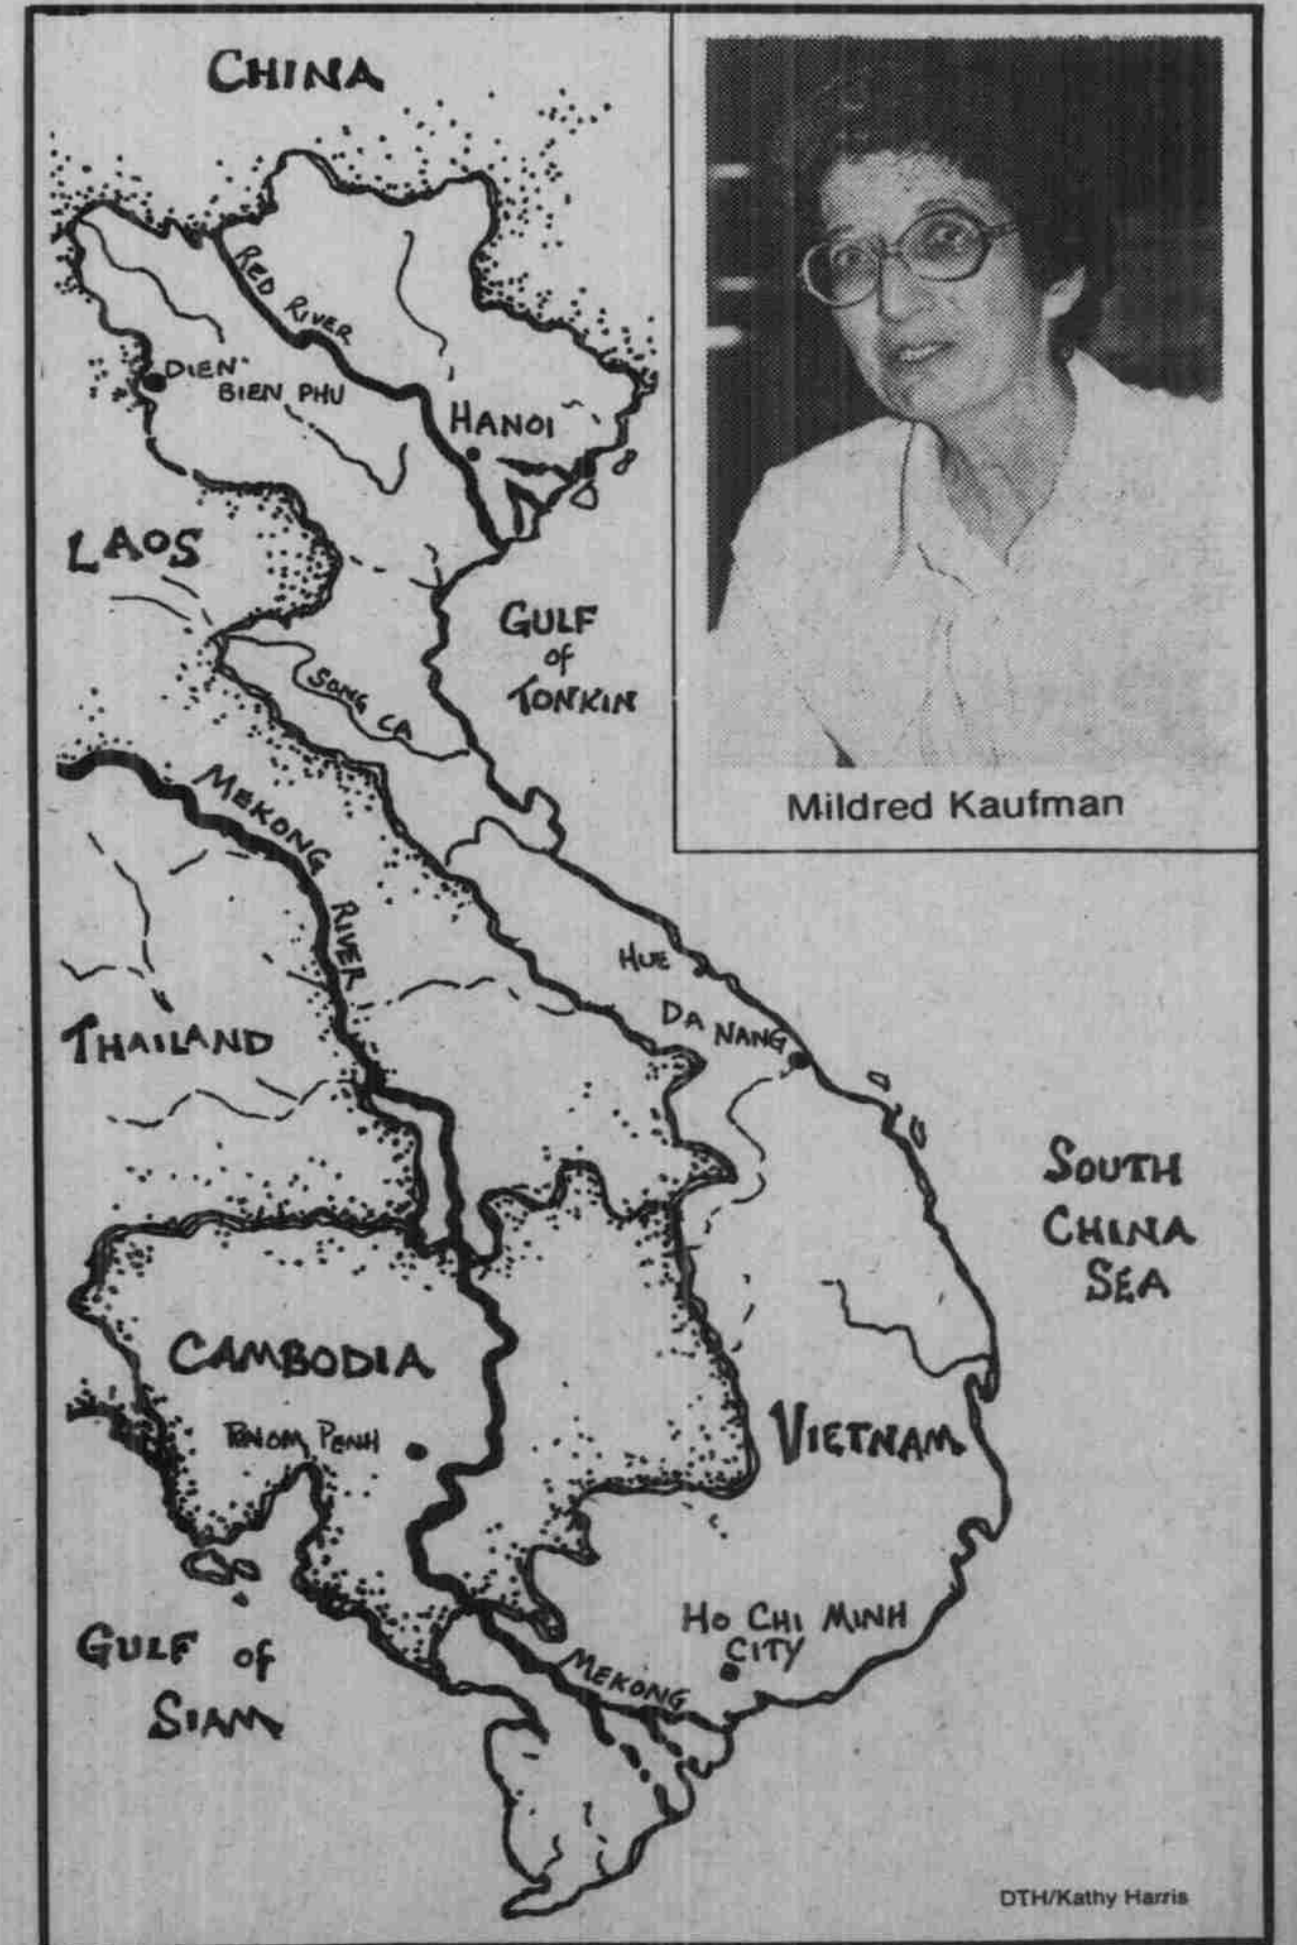 CHINA
RED RIVER
DIEN
BIEN PHU
HANOI
LAOS
GULF
of
TONKIN
SONG CA
MEKONG
RIVER
Mildred Kaufman
HUE
DA NANG
THAILAND
SOUTH
CHINA
SEA
CAMBODIA
PNOM PENH
VIETNAM
HO CHI MINH
CITY
MEKONG
GULF of
SIAM
DTH/Kathy Harris